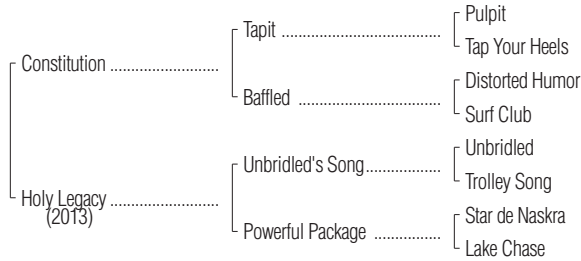 Pulpit
Tapit ........................................
Tap Your Heels
Constitution ...........................
Distorted Humor
Baffled ....................................
Surf Club
Unbridled
Unbridled's Song...................
Trolley Song
Holy Legacy ...........................
(2013)
Star de Naskra
Powerful Package .................
Lake Chase